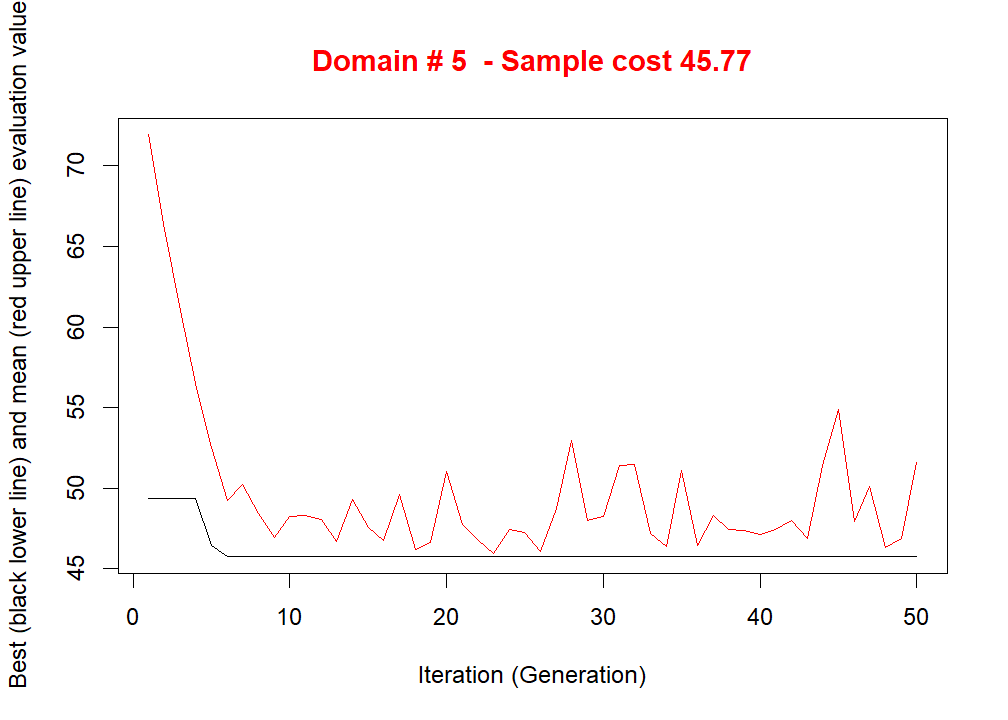 Domain # 5  - Sample cost 45.77
Best (black lower line) and mean (red upper line) evaluation value
70
65
60
55
50
45
0 10 20 30 40 50
Iteration (Generation)